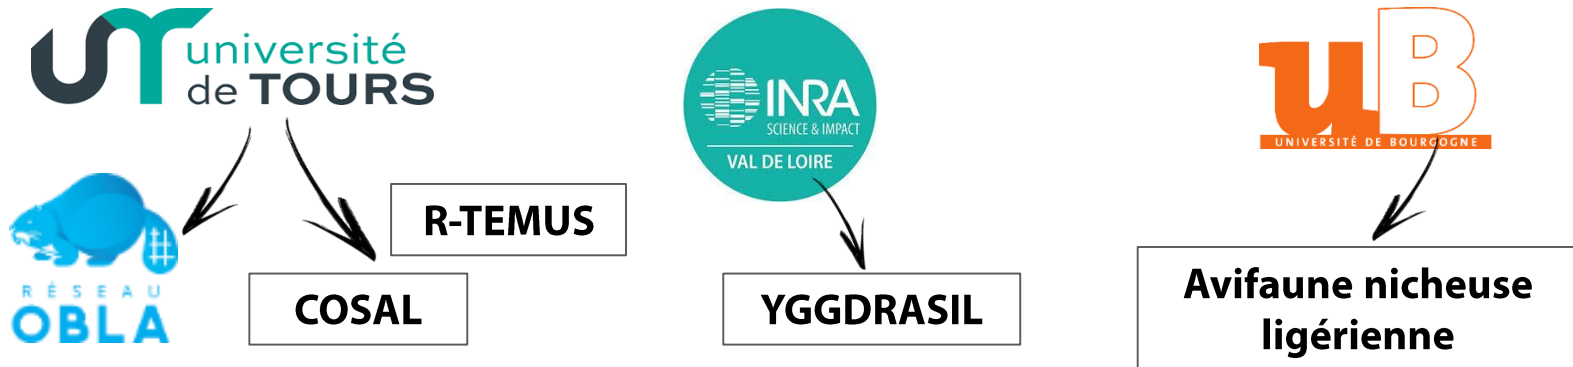 université
de TOURS
RÉSEAU
OBLA
R-TEMUS
COSAL
INRA
SCIENCE & IMPACT
VAL DE LOIRE
YGGDRASIL
uB
UNIVERSITÉ DE BOURGOGNE
Avifaune nicheuse
ligérienne